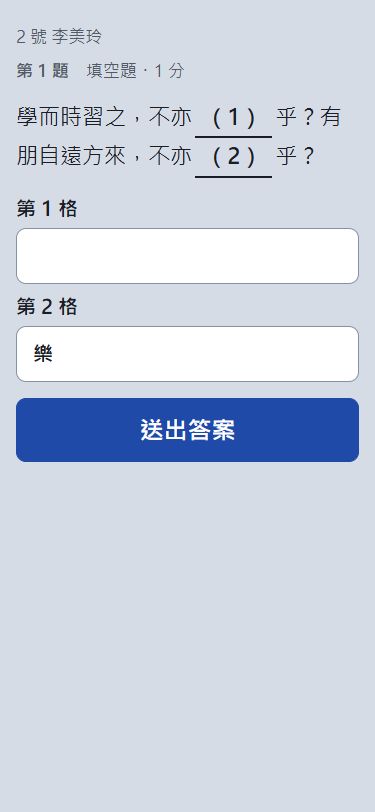 2 號 李美玲
第 1 題 填空題 · 1 分
學而時習之，不亦 （1） 乎？有
朋自遠方來，不亦 （2） 乎？
第 1 格
第 2 格
樂
送出答案